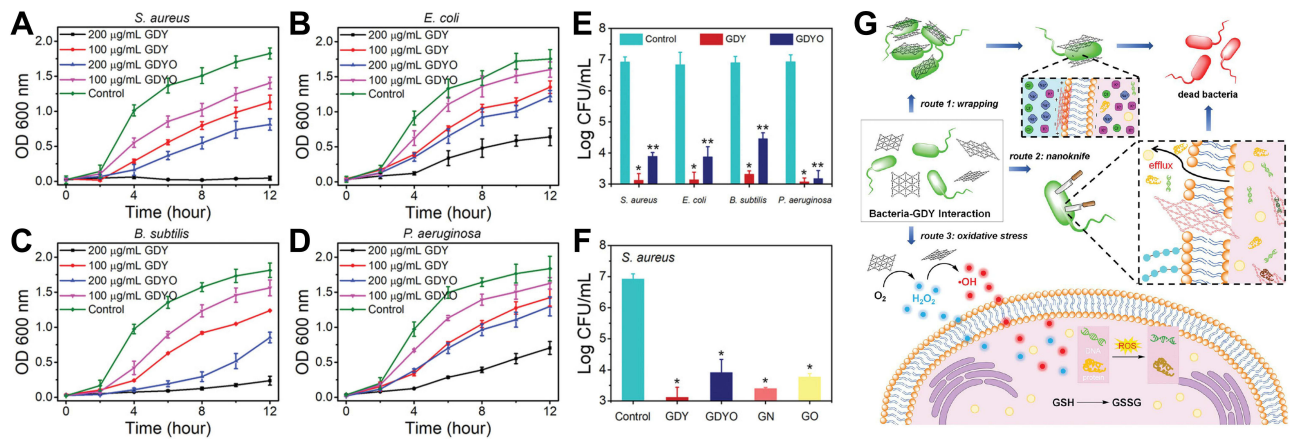 A
S. aureus
200 μg/mL GDY
100 μg/mL GDY
200 μg/mL GDYO
100 μg/mL GDYO
Control
OD 600 nm
2.0
1.5
1.0
0.5
0.0
0 4 8 12
Time (hour)
B
E. coli
200 μg/mL GDY
100 μg/mL GDY
200 μg/mL GDYO
100 μg/mL GDYO
Control
OD 600 nm
2.0
1.5
1.0
0.5
0.0
0 4 8 12
Time (hour)
C
B. subtilis
200 μg/mL GDY
100 μg/mL GDY
200 μg/mL GDYO
100 μg/mL GDYO
Control
OD 600 nm
2.0
1.5
1.0
0.5
0.0
0 4 8 12
Time (hour)
D
P. aeruginosa
200 μg/mL GDY
100 μg/mL GDY
200 μg/mL GDYO
100 μg/mL GDYO
Control
OD 600 nm
2.0
1.5
1.0
0.5
0.0
0 4 8 12
Time (hour)
E
Control GDY GDYO
Log CFU/mL
9
8
7
6
5
4
3
* ** * ** * ** * **
S. aureus E. coli B. subtilis P. aeruginosa
F
S. aureus
Log CFU/mL
9
8
7
6
5
4
3
* * * *
Control GDY GDYO GN GO
G
route 1: wrapping
dead bacteria
route 2: nanoknife
efflux
Bacteria-GDY Interaction
route 3: oxidative stress
O₂
H₂O₂
•OH
ROS
GSH GSSG